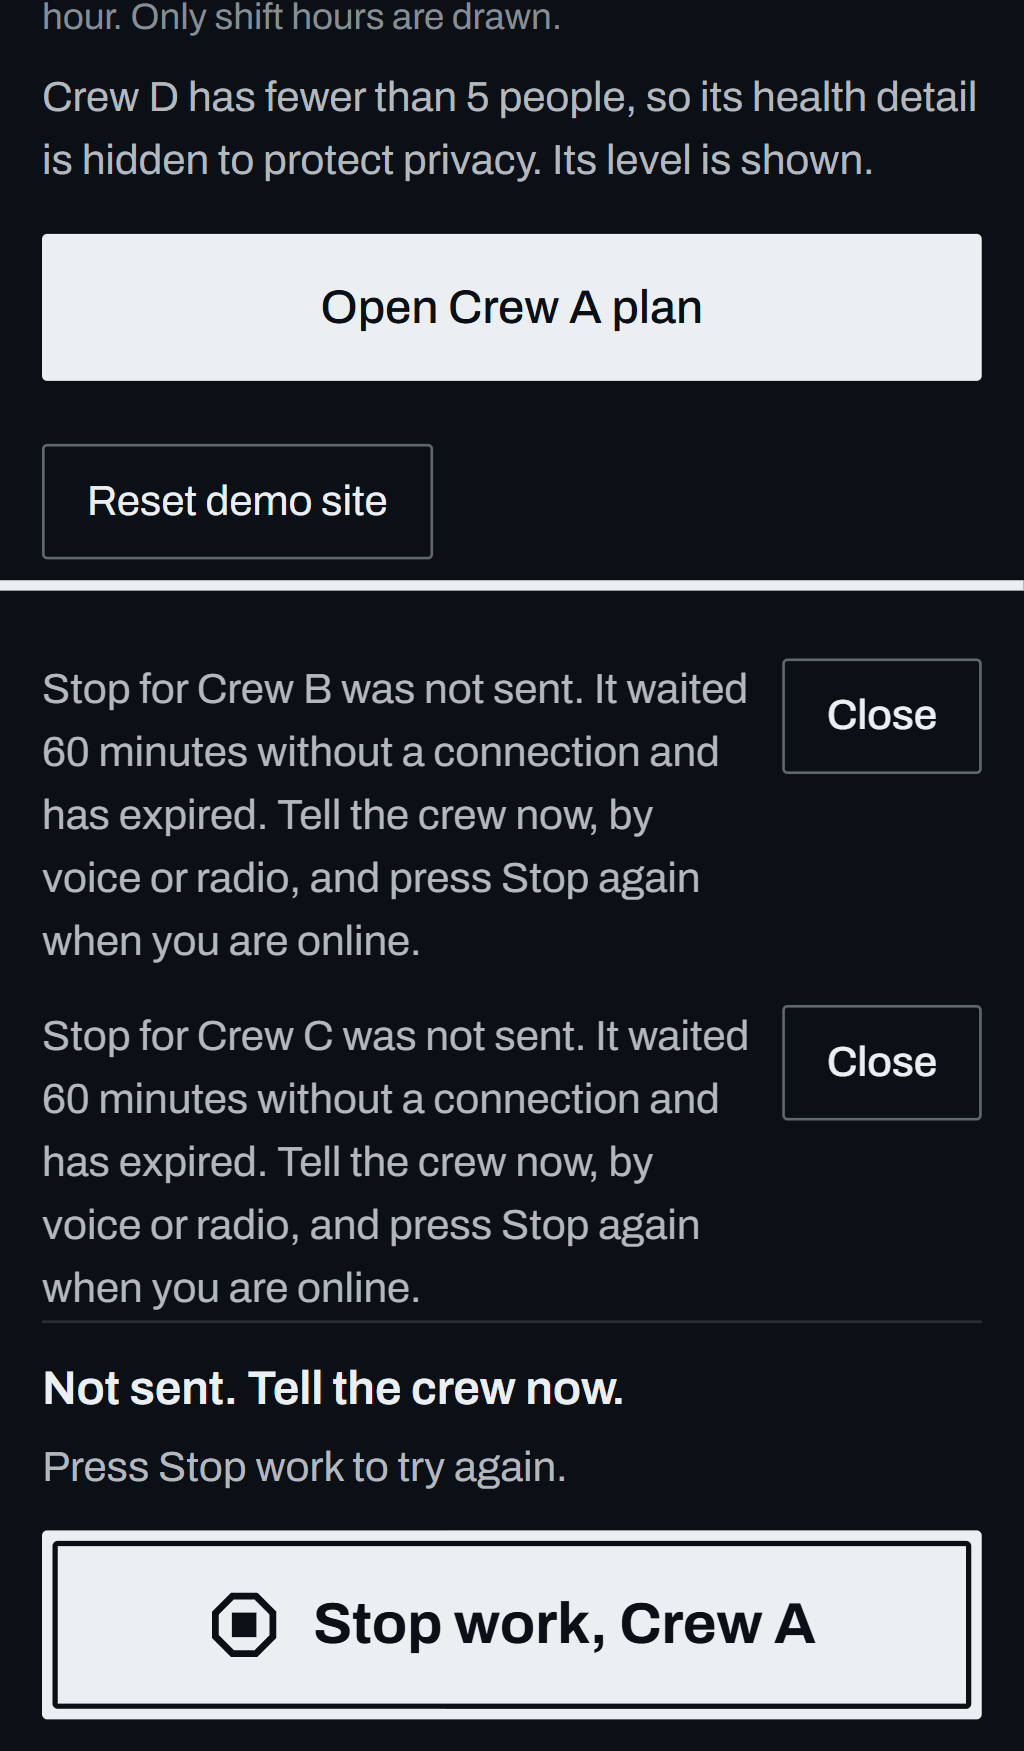 hour. Only shift hours are drawn.
Crew D has fewer than 5 people, so its health detail
is hidden to protect privacy. Its level is shown.
Open Crew A plan
Reset demo site
Stop for Crew B was not sent. It waited
60 minutes without a connection and
has expired. Tell the crew now, by
voice or radio, and press Stop again
when you are online.
Close
Stop for Crew C was not sent. It waited
60 minutes without a connection and
has expired. Tell the crew now, by
voice or radio, and press Stop again
when you are online.
Close
Not sent. Tell the crew now.
Press Stop work to try again.
Stop work, Crew A